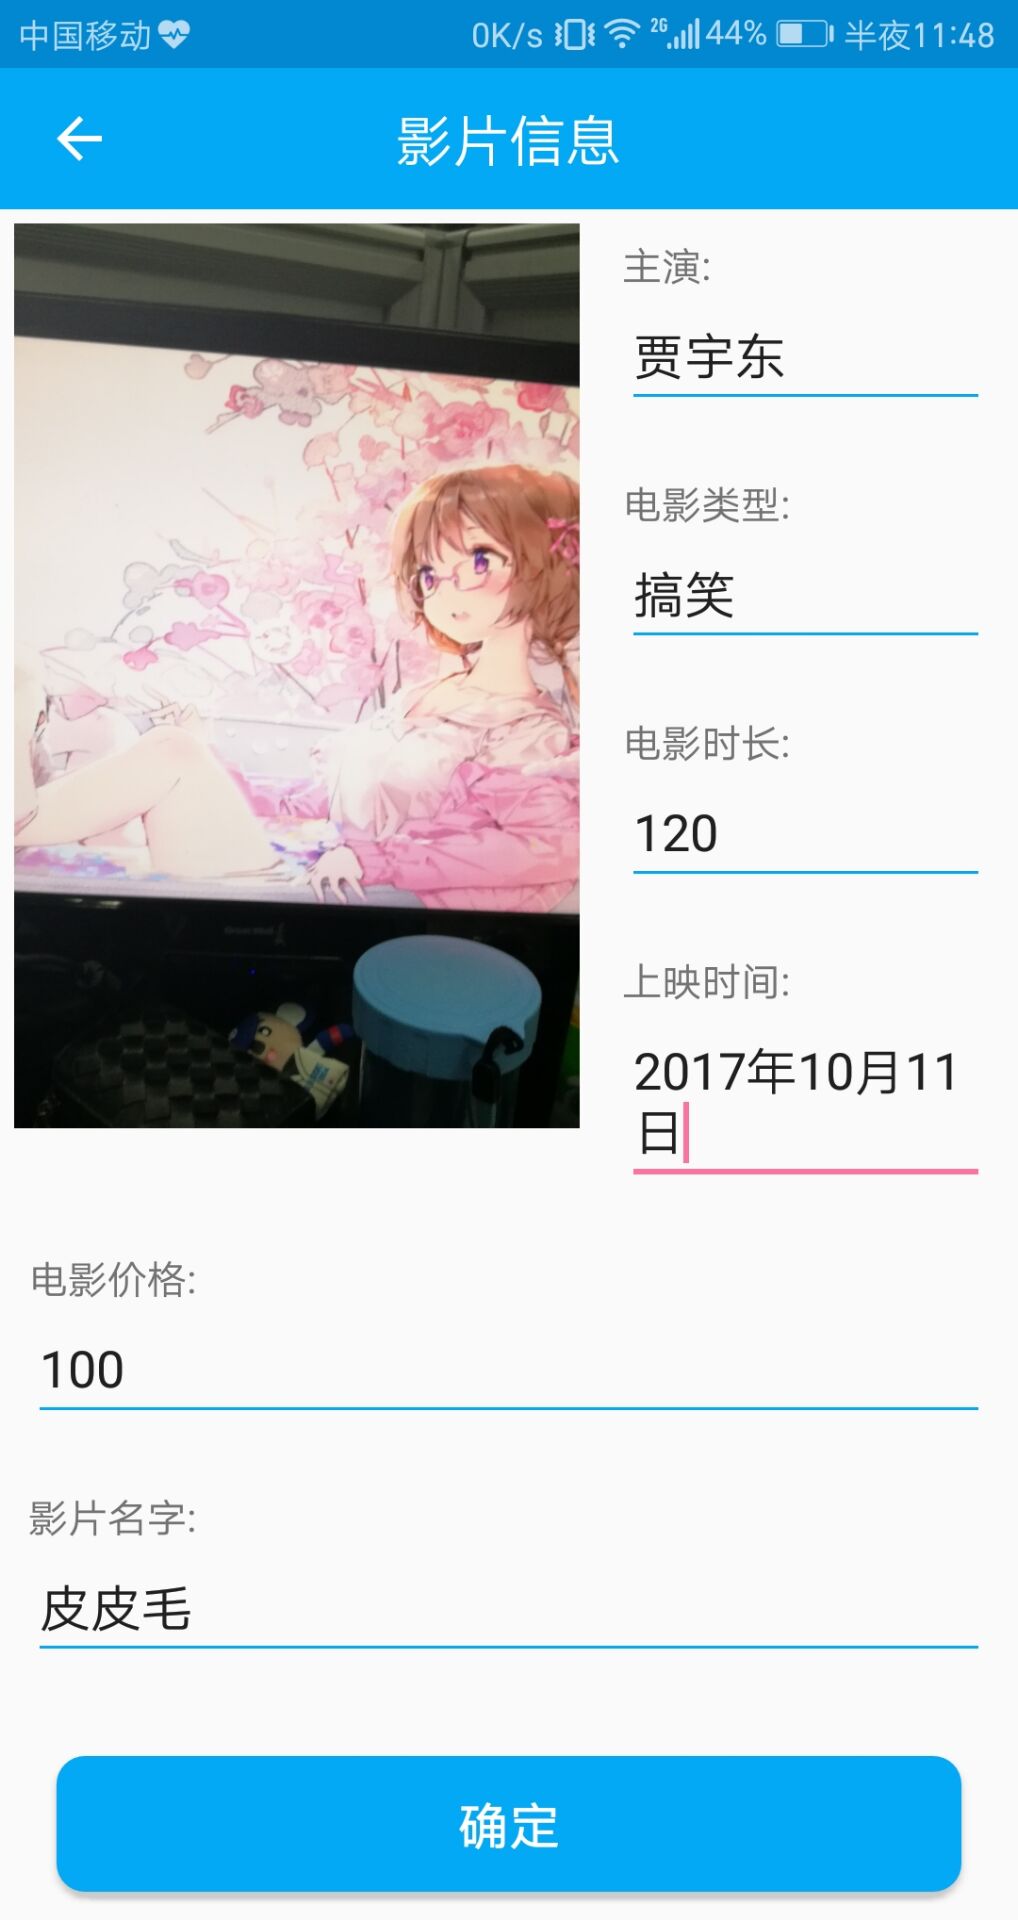 中国移动 0K/s 2G 44% 半夜11:48
影片信息
主演:
贾宇东
电影类型:
搞笑
电影时长:
120
上映时间:
2017年10月11
日
电影价格:
100
影片名字:
皮皮毛
确定